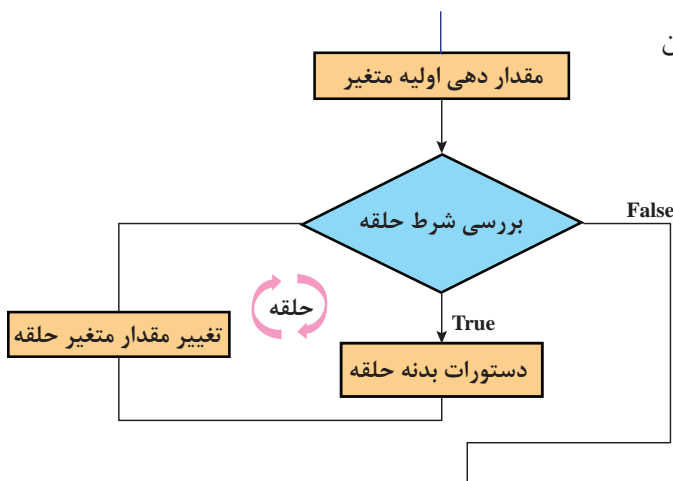 ن
مقدار دهی اولیه متغیر
بررسی شرط حلقه
False
حلقه
True
تغییر مقدار متغیر حلقه
دستورات بدنه حلقه